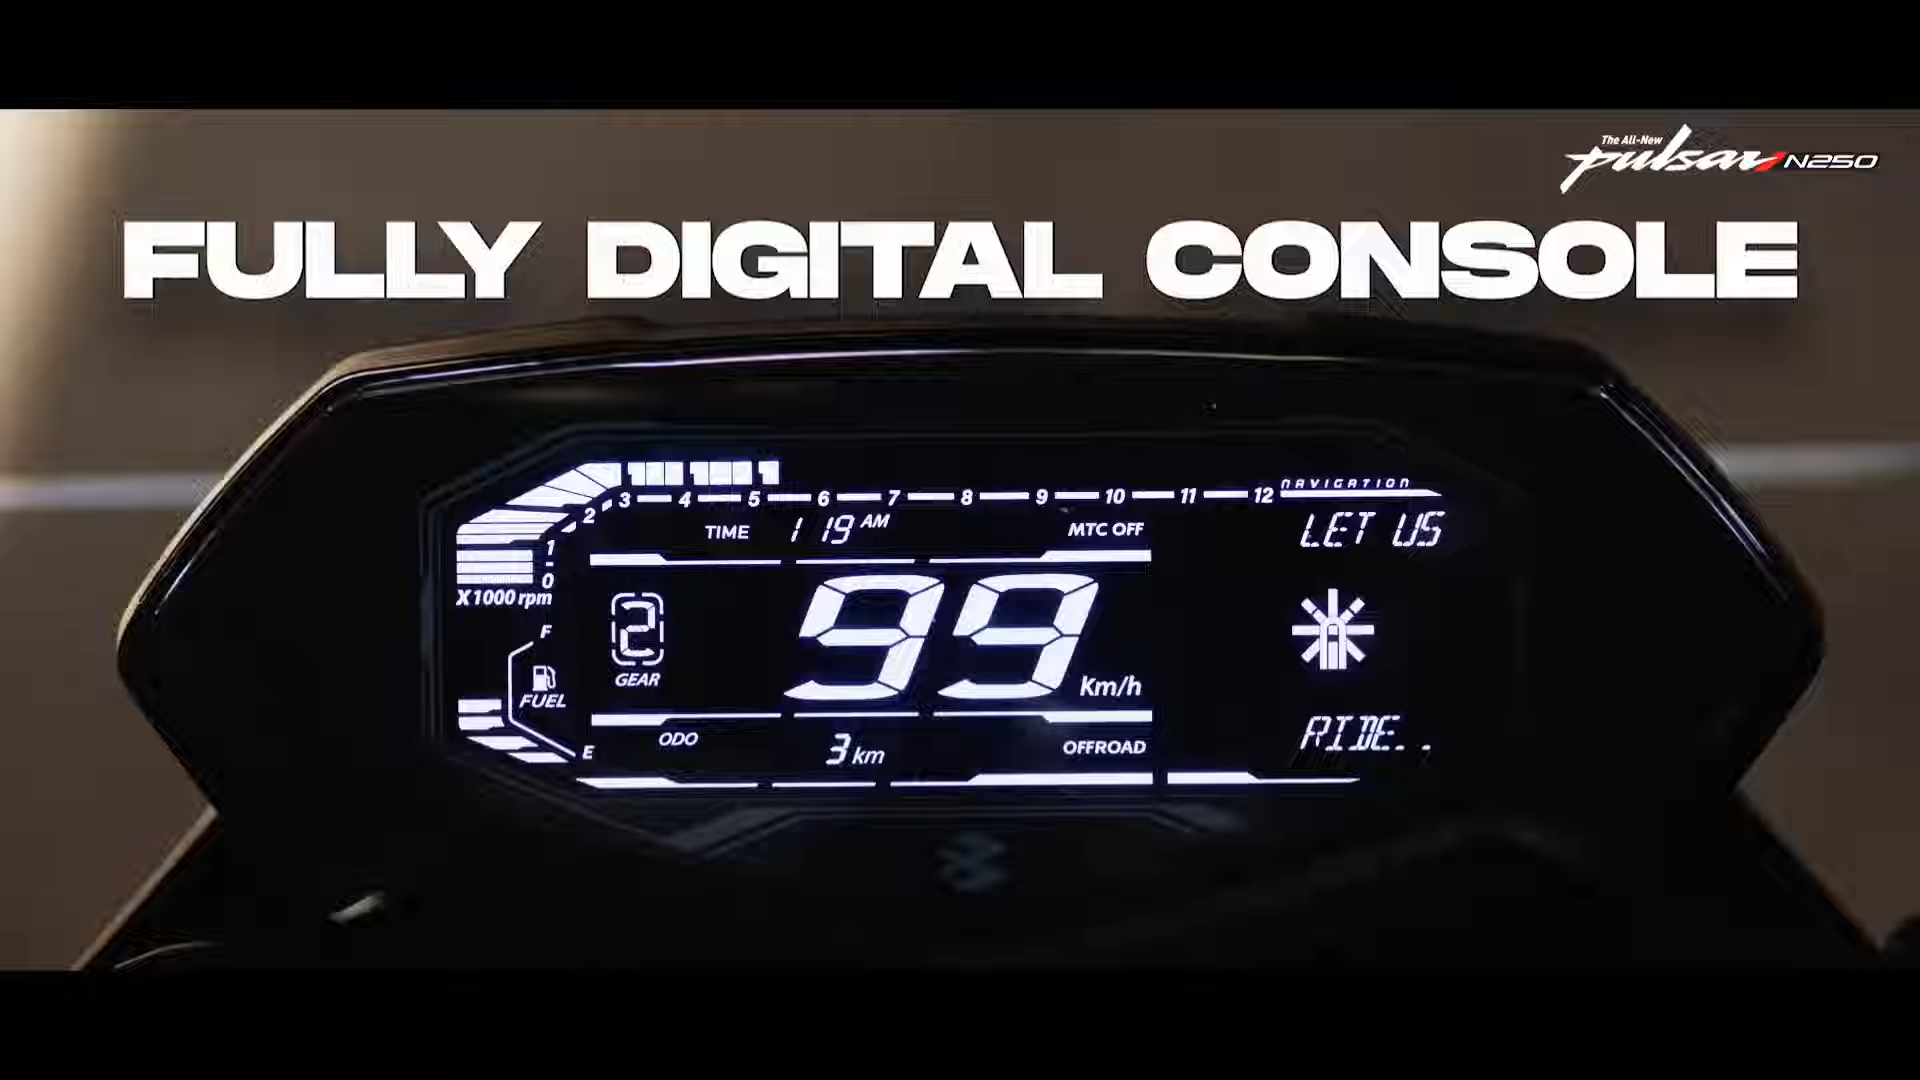 The All-New
pulsar N250
FULLY DIGITAL CONSOLE
NAVIGATION
0 1 2 3 4 5 6 7 8 9 10 11 12
TIME 1 19 AM MTC OFF LET US
X1000 rpm
F
2
GEAR
99 Km/h
FUEL
E
ODO 3 km OFFROAD RIDE..